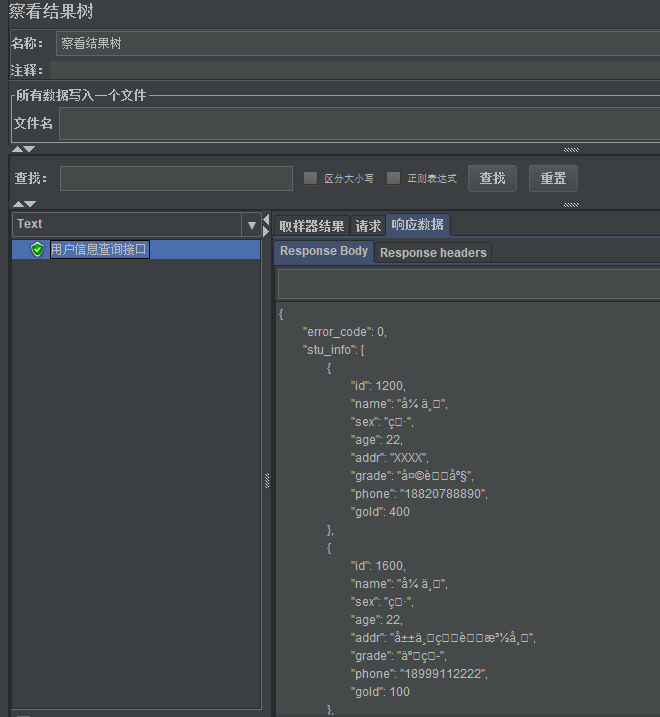 察看结果树
名称： 察看结果树
注释：
所有数据写入一个文件
文件名
查找： 区分大小写 正则表达式 查找 重置
Text
取样器结果 请求 响应数据
用户信息查询接口
Response Body Response headers
{
"error_code": 0,
"stu_info": [
{
"id": 1200,
"name": "å¼ ä¸□",
"sex": "ç□·",
"age": 22,
"addr": "XXXX",
"grade": "å¤©è□□åº§",
"phone": "18820788890",
"gold": 400
},
{
"id": 1600,
"name": "å¼ ä¸□",
"sex": "ç□·",
"age": 22,
"addr": "å±±ä¸□ç□□è□□æ³½å¸□",
"grade": "äº□ç□-",
"phone": "18999112222",
"gold": 100
},